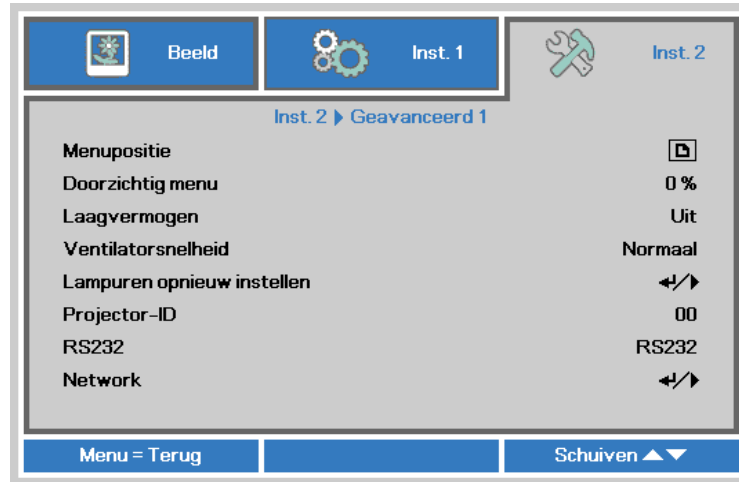 Beeld Inst. 1 Inst. 2
Inst. 2 ▶ Geavanceerd 1
Menupositie
Doorzichtig menu 0 %
Laagvermogen Uit
Ventilatorsnelheid Normaal
Lampuren opnieuw instellen ↵/▶
Projector-ID 00
RS232 RS232
Network ↵/▶
Menu = Terug Schuiven ▲▼